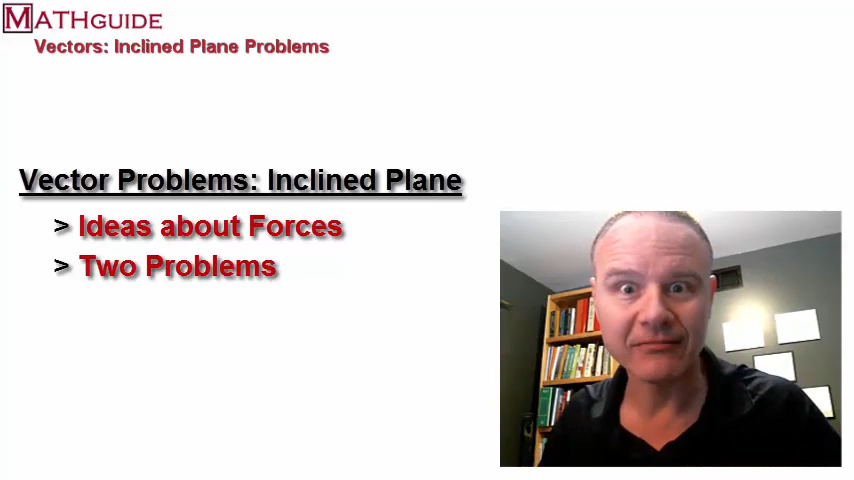 MATHGUIDE
Vectors: Inclined Plane Problems
Vector Problems: Inclined Plane
> Ideas about Forces
> Two Problems